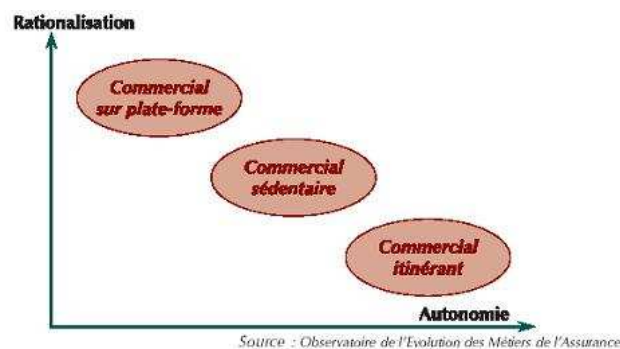 Rationalisation
Commercial
sur plate-forme
Commercial
sédentaire
Commercial
itinérant
Autonomie
Source : Observatoire de l'Evolution des Métiers de l'Assurance